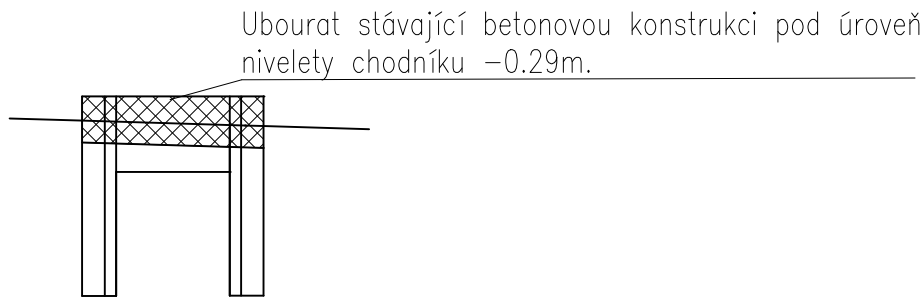 Ubourat stávající betonovou konstrukci pod úroveň
nivelety chodníku -0.29m.